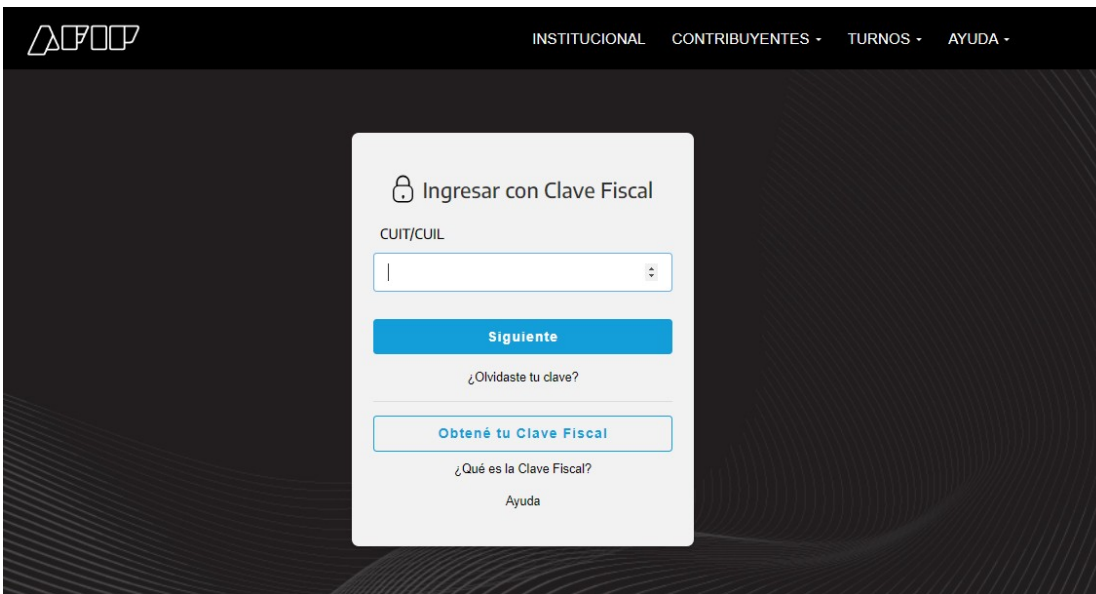 AFIP
INSTITUCIONAL CONTRIBUYENTES TURNOS AYUDA
Ingresar con Clave Fiscal
CUIT/CUIL
Siguiente
¿Olvidaste tu clave?
Obtené tu Clave Fiscal
¿Qué es la Clave Fiscal?
Ayuda